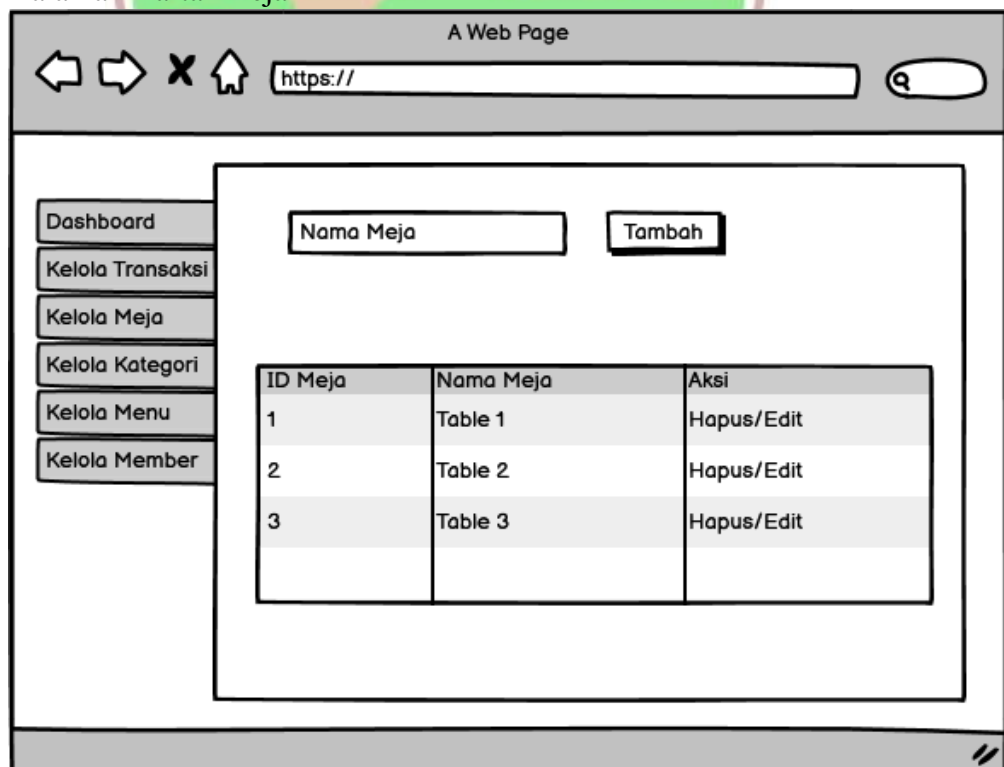 A Web Page
https://
Dashboard
Kelola Transaksi
Kelola Meja
Kelola Kategori
Kelola Menu
Kelola Member
Nama Meja
Tambah
ID Meja Nama Meja Aksi
1 Table 1 Hapus/Edit
2 Table 2 Hapus/Edit
3 Table 3 Hapus/Edit